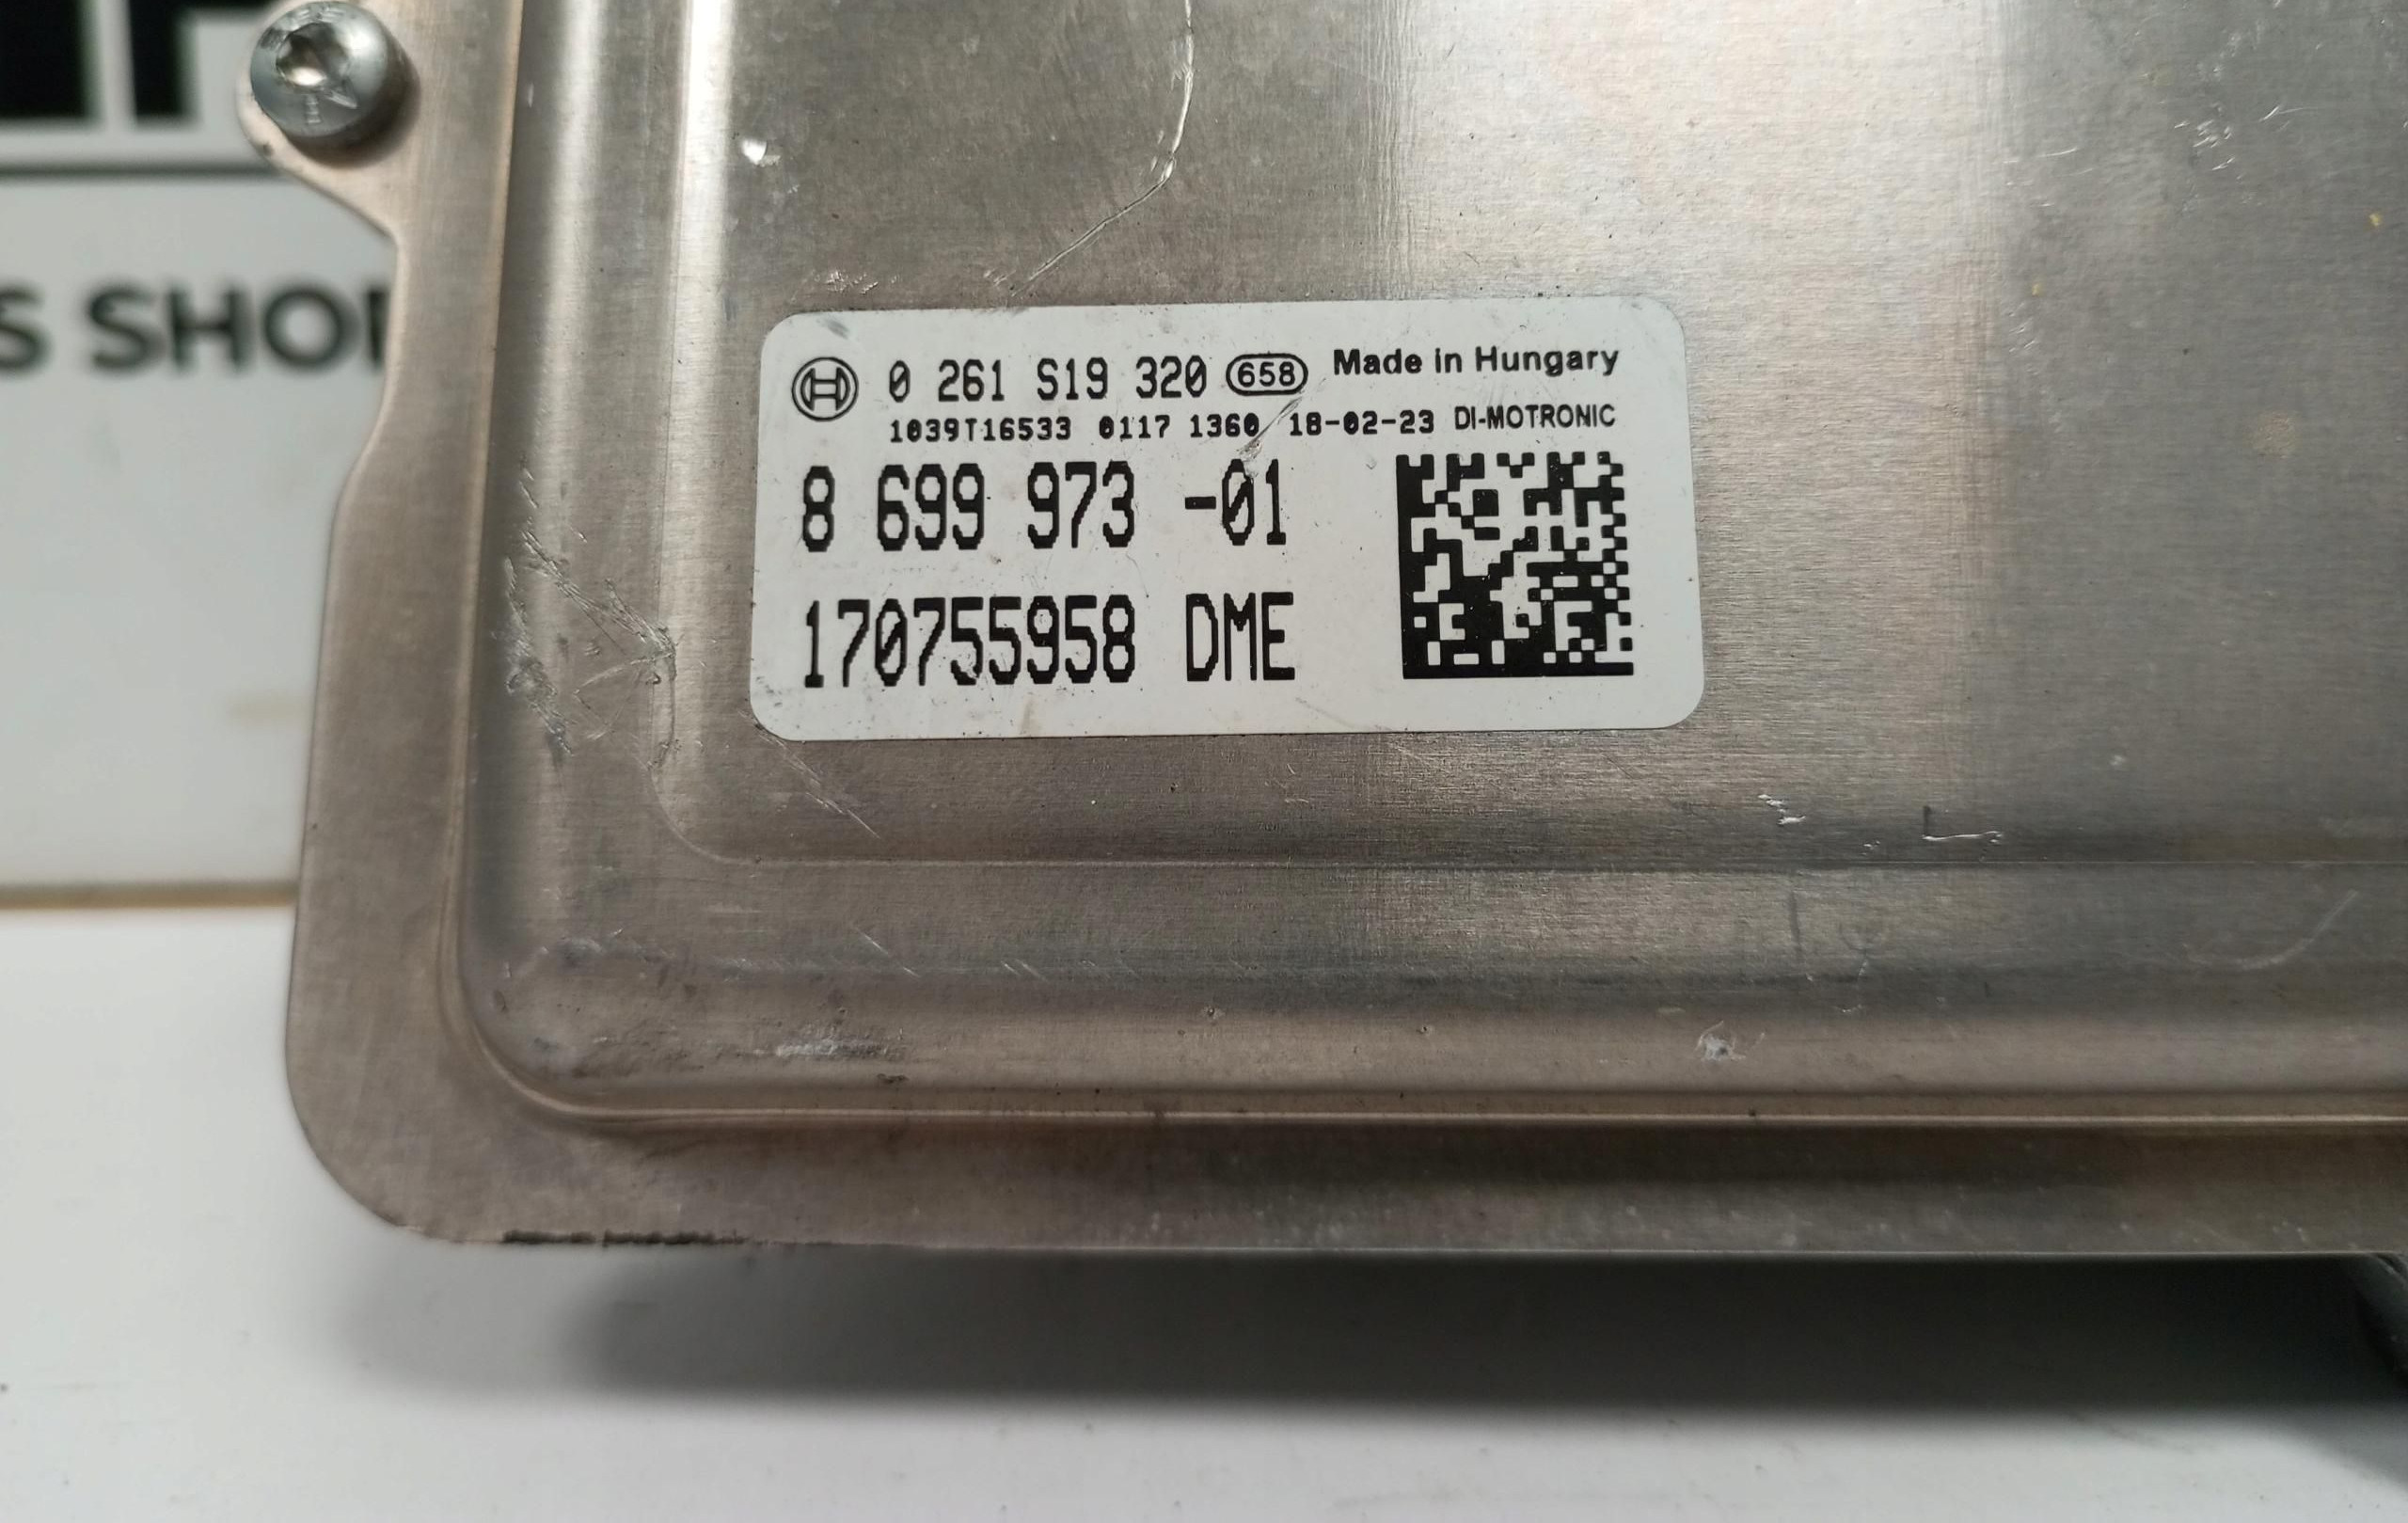 S SHO
0 261 S19 320 658 Made in Hungary
1039T16533 0117 1360 18-02-23 DI-MOTRONIC
8 699 973 -01
170755958 DME